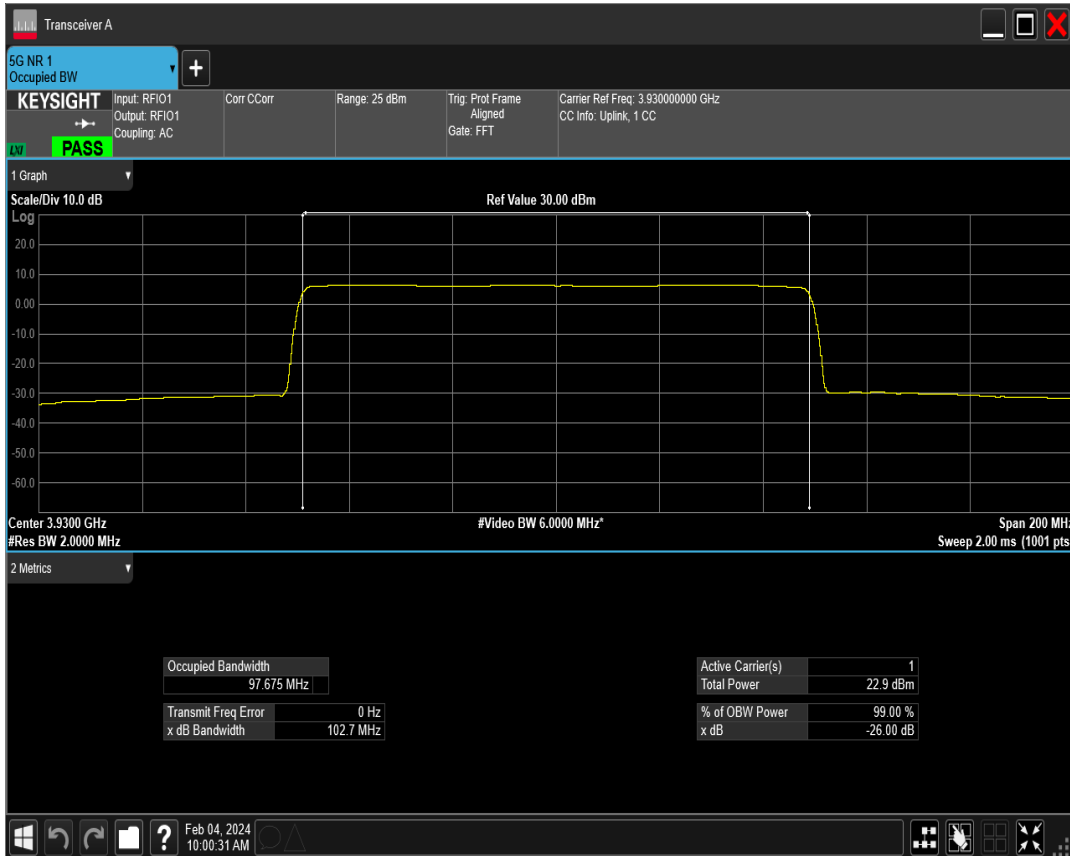 Transceiver A
5G NR 1
Occupied BW
KEYSIGHT
LXI
PASS
Input: RFIO1
Output: RFIO1
Coupling: AC
Corr CCorr
Range: 25 dBm
Trig: Prot Frame
Aligned
Gate: FFT
Carrier Ref Freq: 3.930000000 GHz
CC Info: Uplink, 1 CC
1 Graph
Scale/Div 10.0 dB
Ref Value 30.00 dBm
Log
20.0
10.0
0.00
-10.0
-20.0
-30.0
-40.0
-50.0
-60.0
Center 3.9300 GHz
#Video BW 6.0000 MHz*
Span 200 MHz
#Res BW 2.0000 MHz
Sweep 2.00 ms (1001 pts
2 Metrics
Occupied Bandwidth
97.675 MHz
Transmit Freq Error 0 Hz
x dB Bandwidth 102.7 MHz
Active Carrier(s) 1
Total Power 22.9 dBm
% of OBW Power 99.00 %
x dB -26.00 dB
Feb 04, 2024
10:00:31 AM